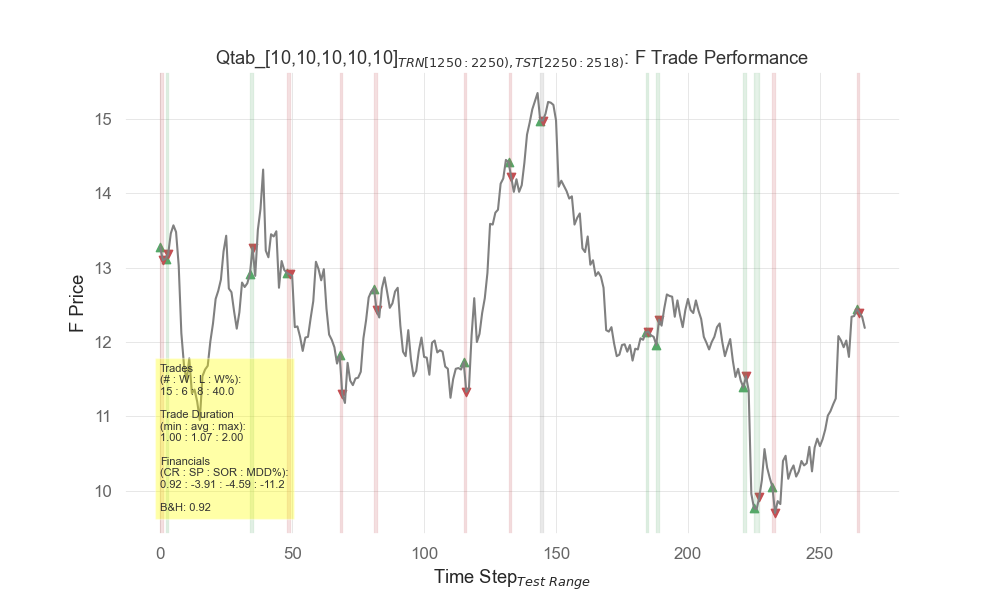 Qtab_[10,10,10,10,10]TRN[1250:2250),TST[2250:2518): F Trade Performance
15
14
13
12
11
10
F Price
Trades
(# : W : L : W%):
15 : 6 : 8 : 40.0
Trade Duration
(min : avg : max):
1.00 : 1.07 : 2.00
Financials
(CR : SP : SOR : MDD%):
0.92 : -3.91 : -4.59 : -11.2
B&H: 0.92
0 50 100 150 200 250
Time StepTest Range